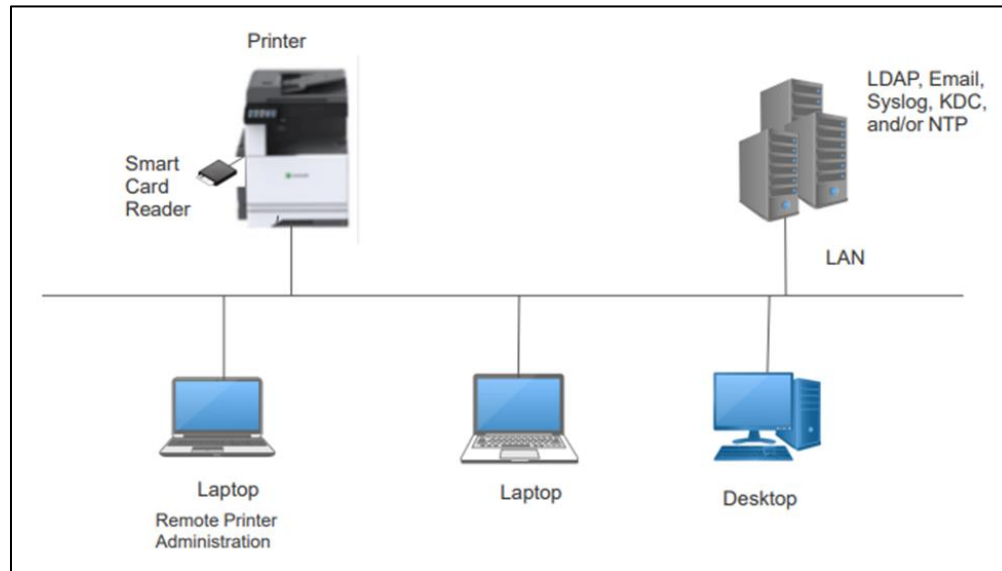 Printer
LDAP, Email,
Syslog, KDC,
and/or NTP
Smart
Card
Reader
LAN
Laptop
Remote Printer
Administration
Laptop
Desktop